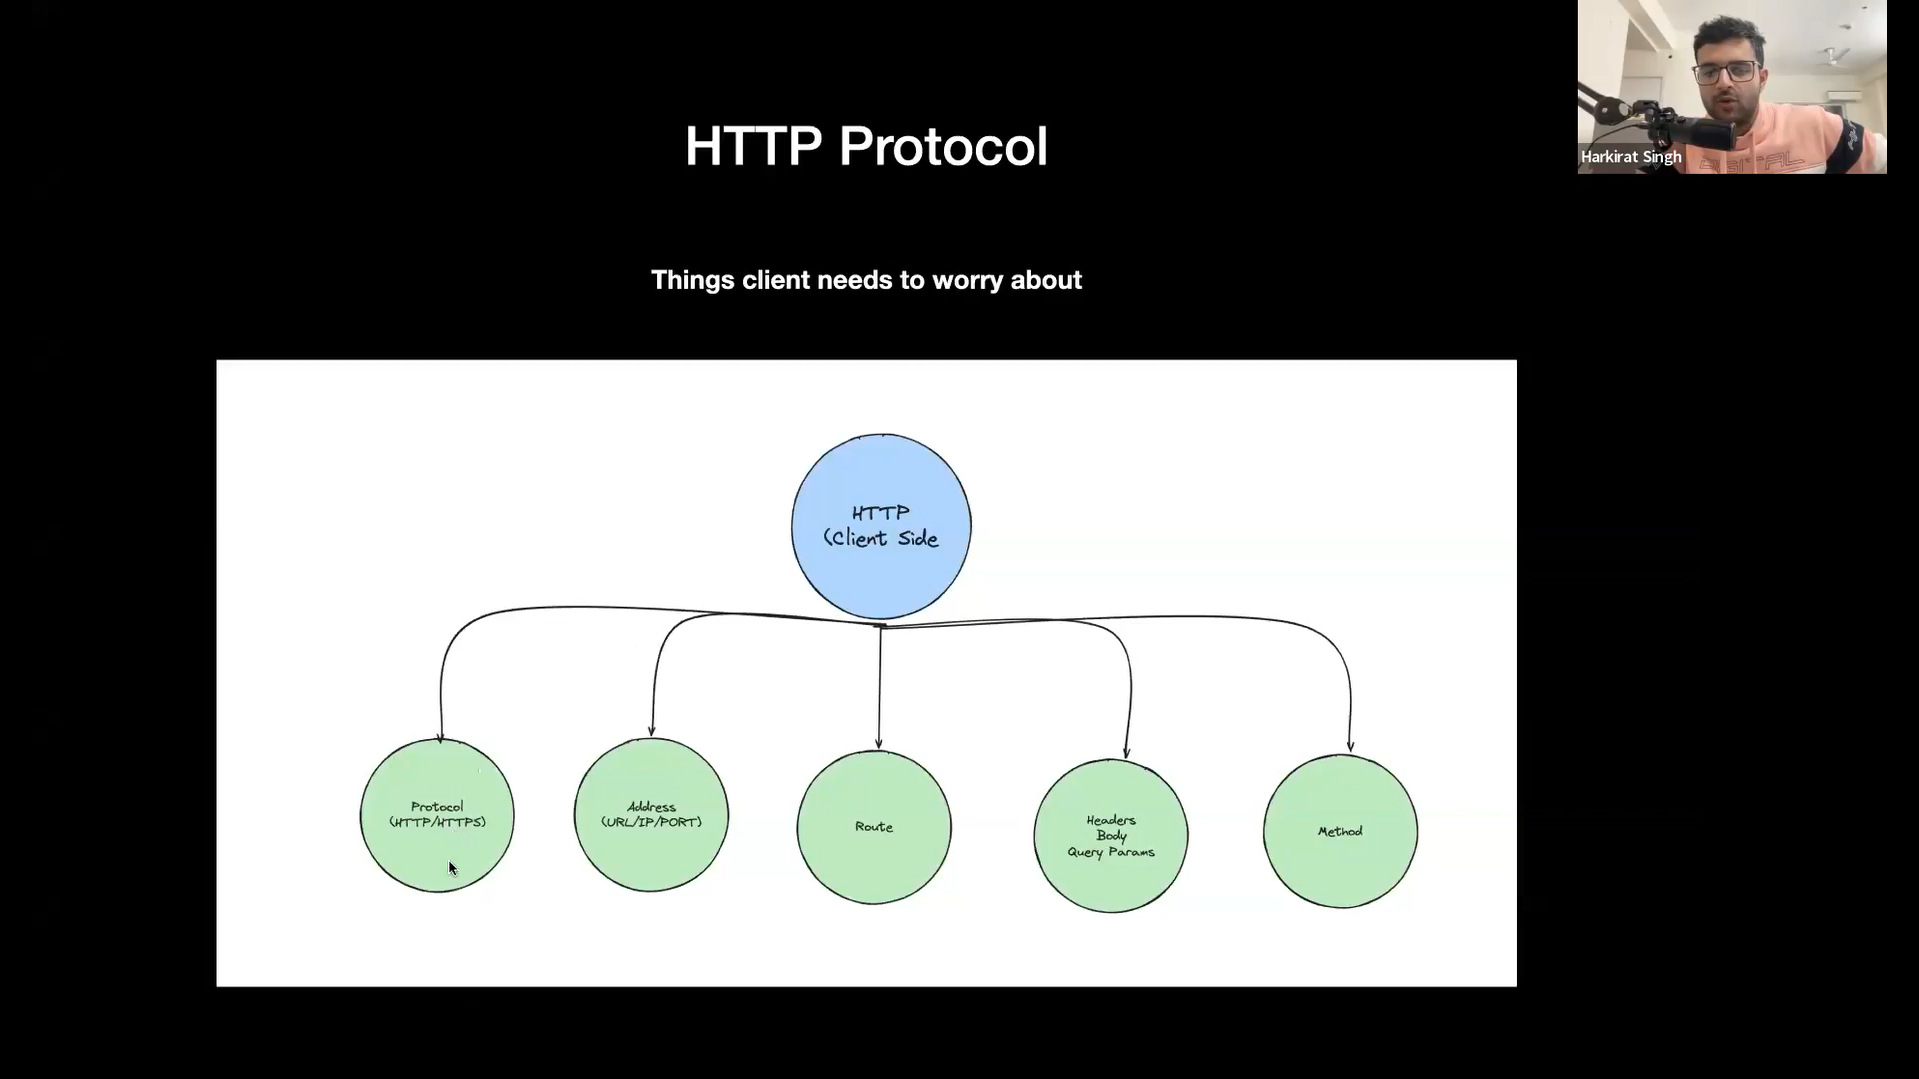 HTTP Protocol
Harkirat Singh
Things client needs to worry about
HTTP
(Client Side
Protocol
(HTTP/HTTPS)
Address
(URL/IP/PORT)
Route
Headers
Body
Query Params
Method